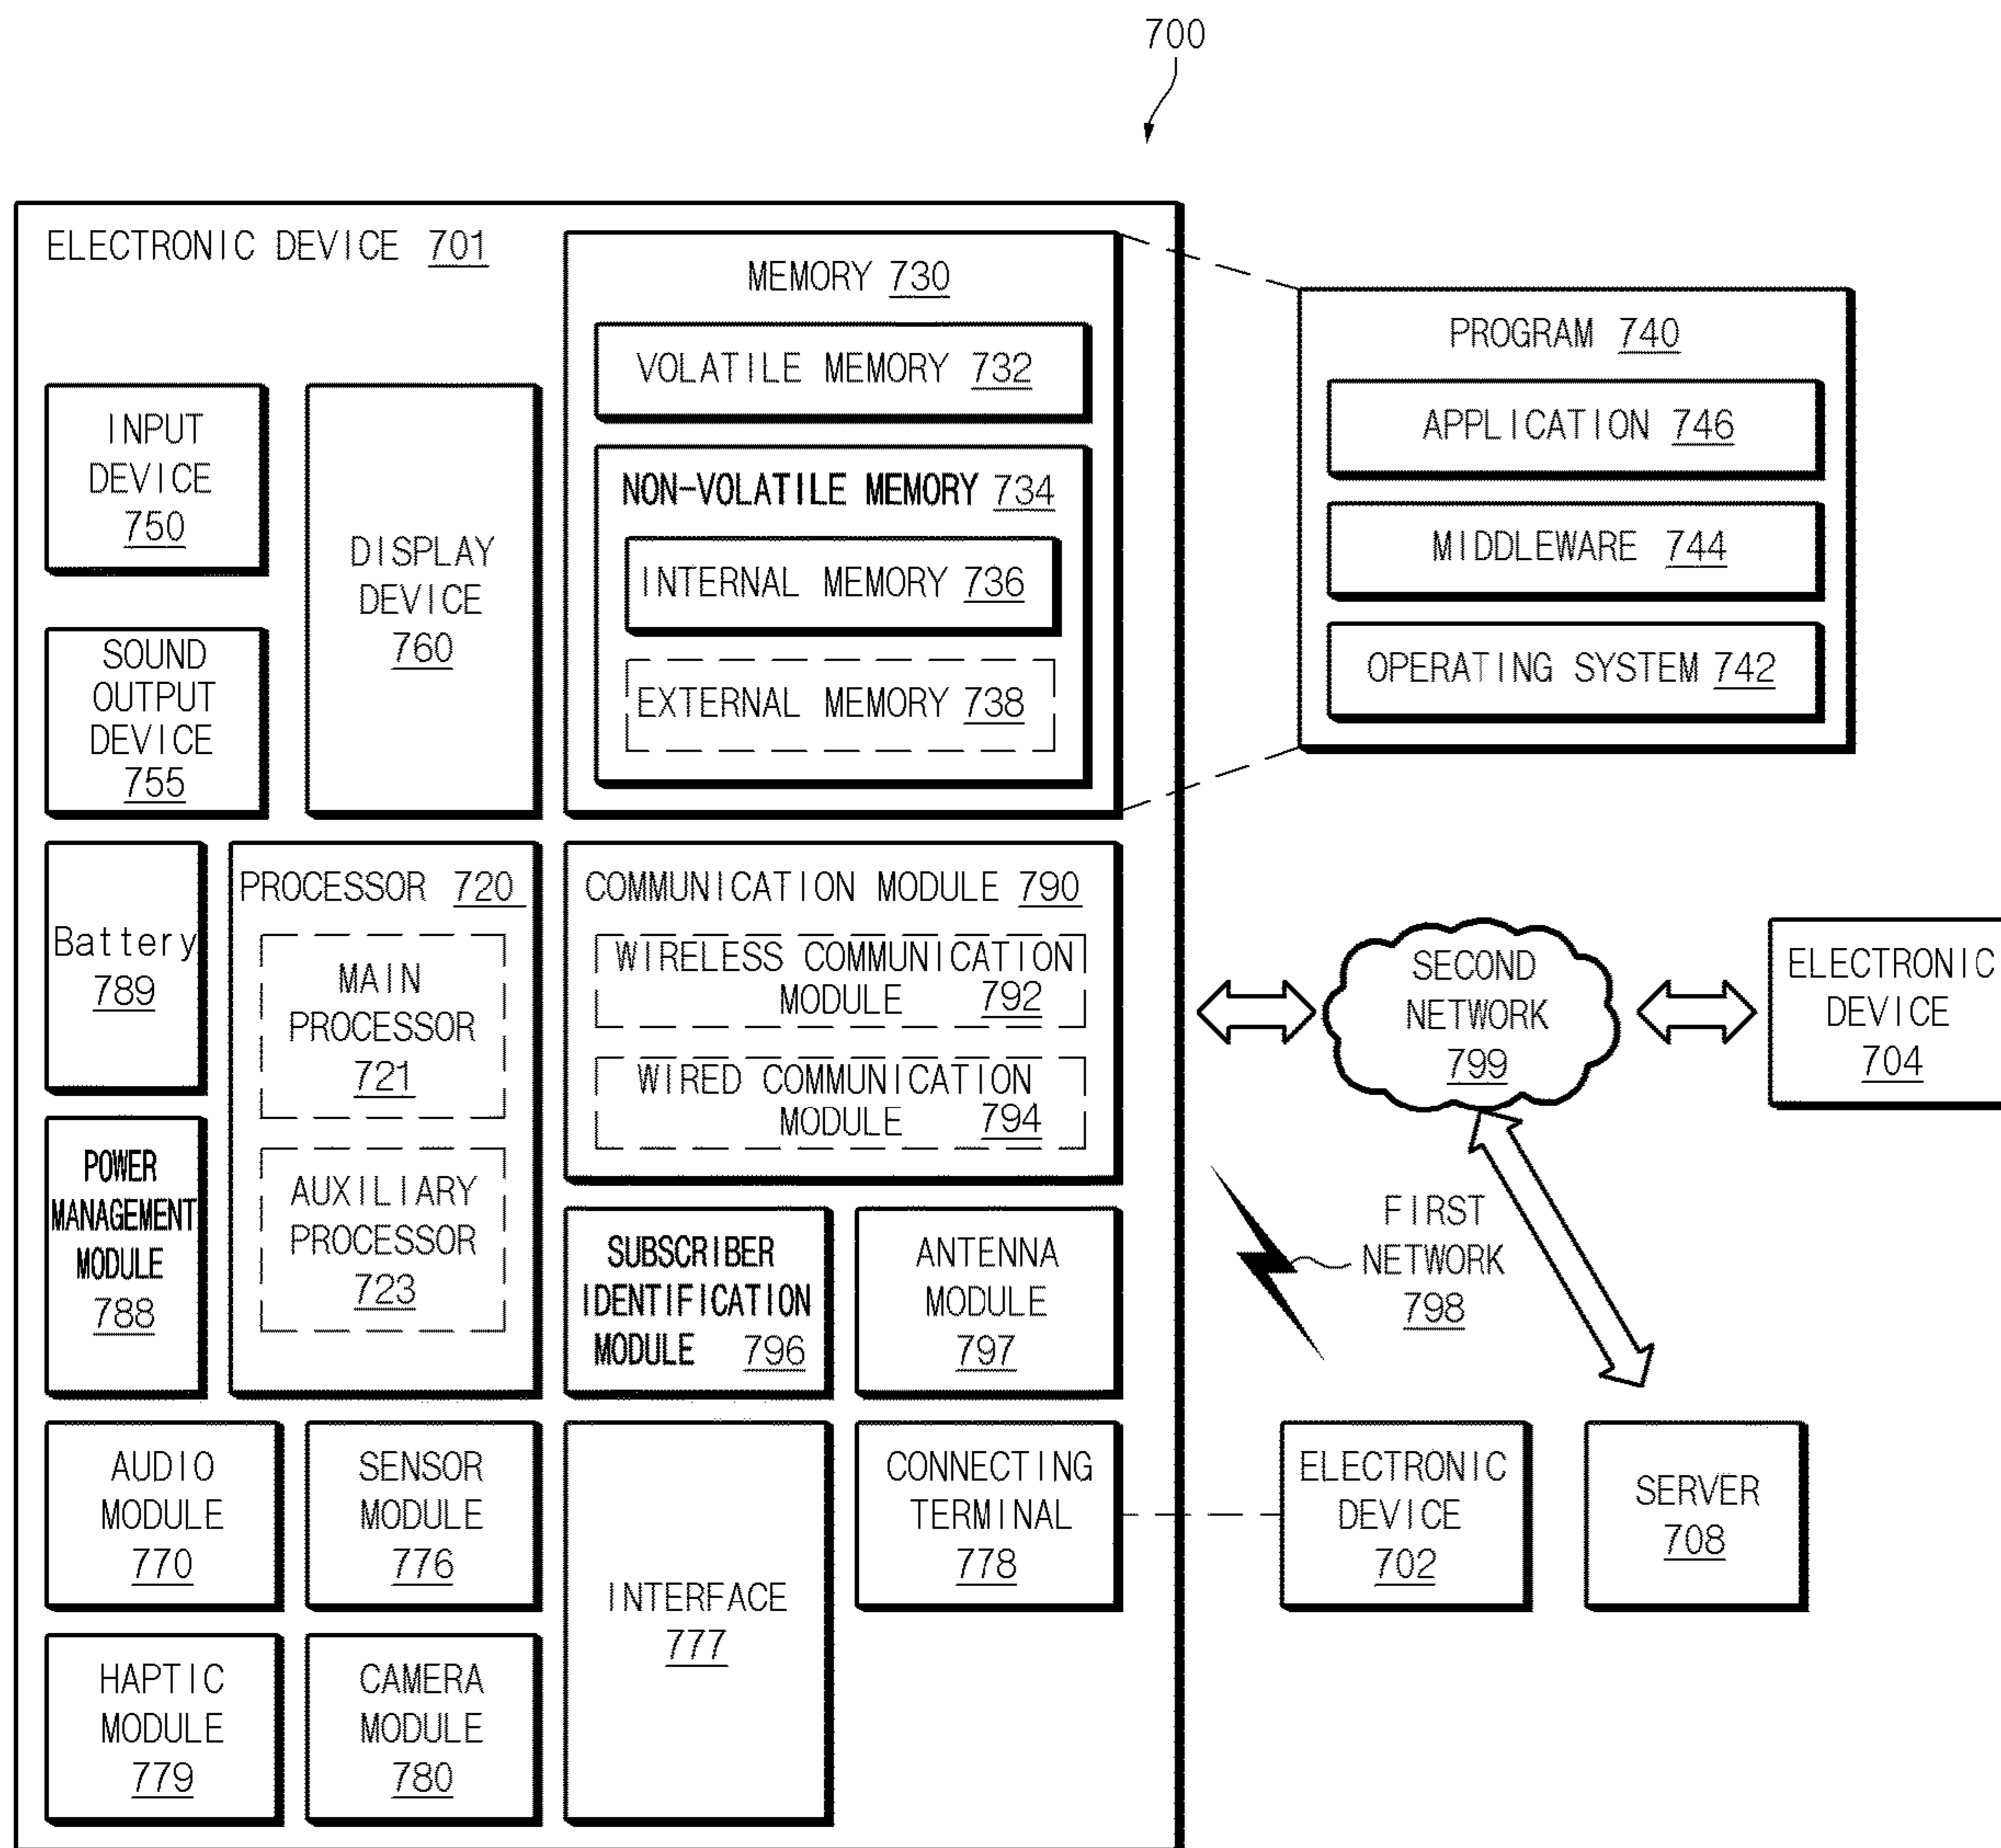 700
ELECTRONIC DEVICE 701
MEMORY 730
VOLATILE MEMORY 732
NON-VOLATILE MEMORY 734
INTERNAL MEMORY 736
EXTERNAL MEMORY 738
PROGRAM 740
APPLICATION 746
MIDDLEWARE 744
OPERATING SYSTEM 742
INPUT
DEVICE
750
DISPLAY
DEVICE
760
SOUND
OUTPUT
DEVICE
755
Battery
789
PROCESSOR 720
MAIN
PROCESSOR
721
AUXILIARY
PROCESSOR
723
POWER
MANAGEMENT
MODULE
788
COMMUNICATION MODULE 790
WIRELESS COMMUNICATION
MODULE 792
WIRED COMMUNICATION
MODULE 794
SUBSCRIBER
IDENTIFICATION
MODULE 796
ANTENNA
MODULE
797
SECOND
NETWORK
799
ELECTRONIC
DEVICE
704
FIRST
NETWORK
798
AUDIO
MODULE
770
SENSOR
MODULE
776
INTERFACE
777
CONNECTING
TERMINAL
778
ELECTRONIC
DEVICE
702
SERVER
708
HAPTIC
MODULE
779
CAMERA
MODULE
780